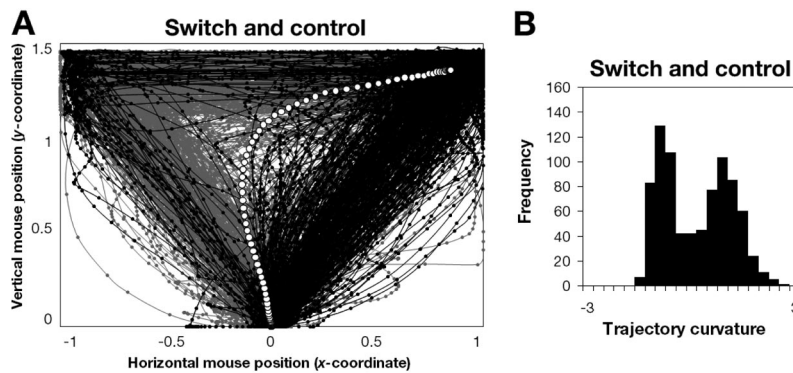 A
Switch and control
Vertical mouse position (y-coordinate)
1.5
1
0.5
0
-1
-0.5
0
0.5
1
Horizontal mouse position (x-coordinate)
B
Switch and control
Frequency
160
140
120
100
80
60
40
20
0
-3
3
Trajectory curvature